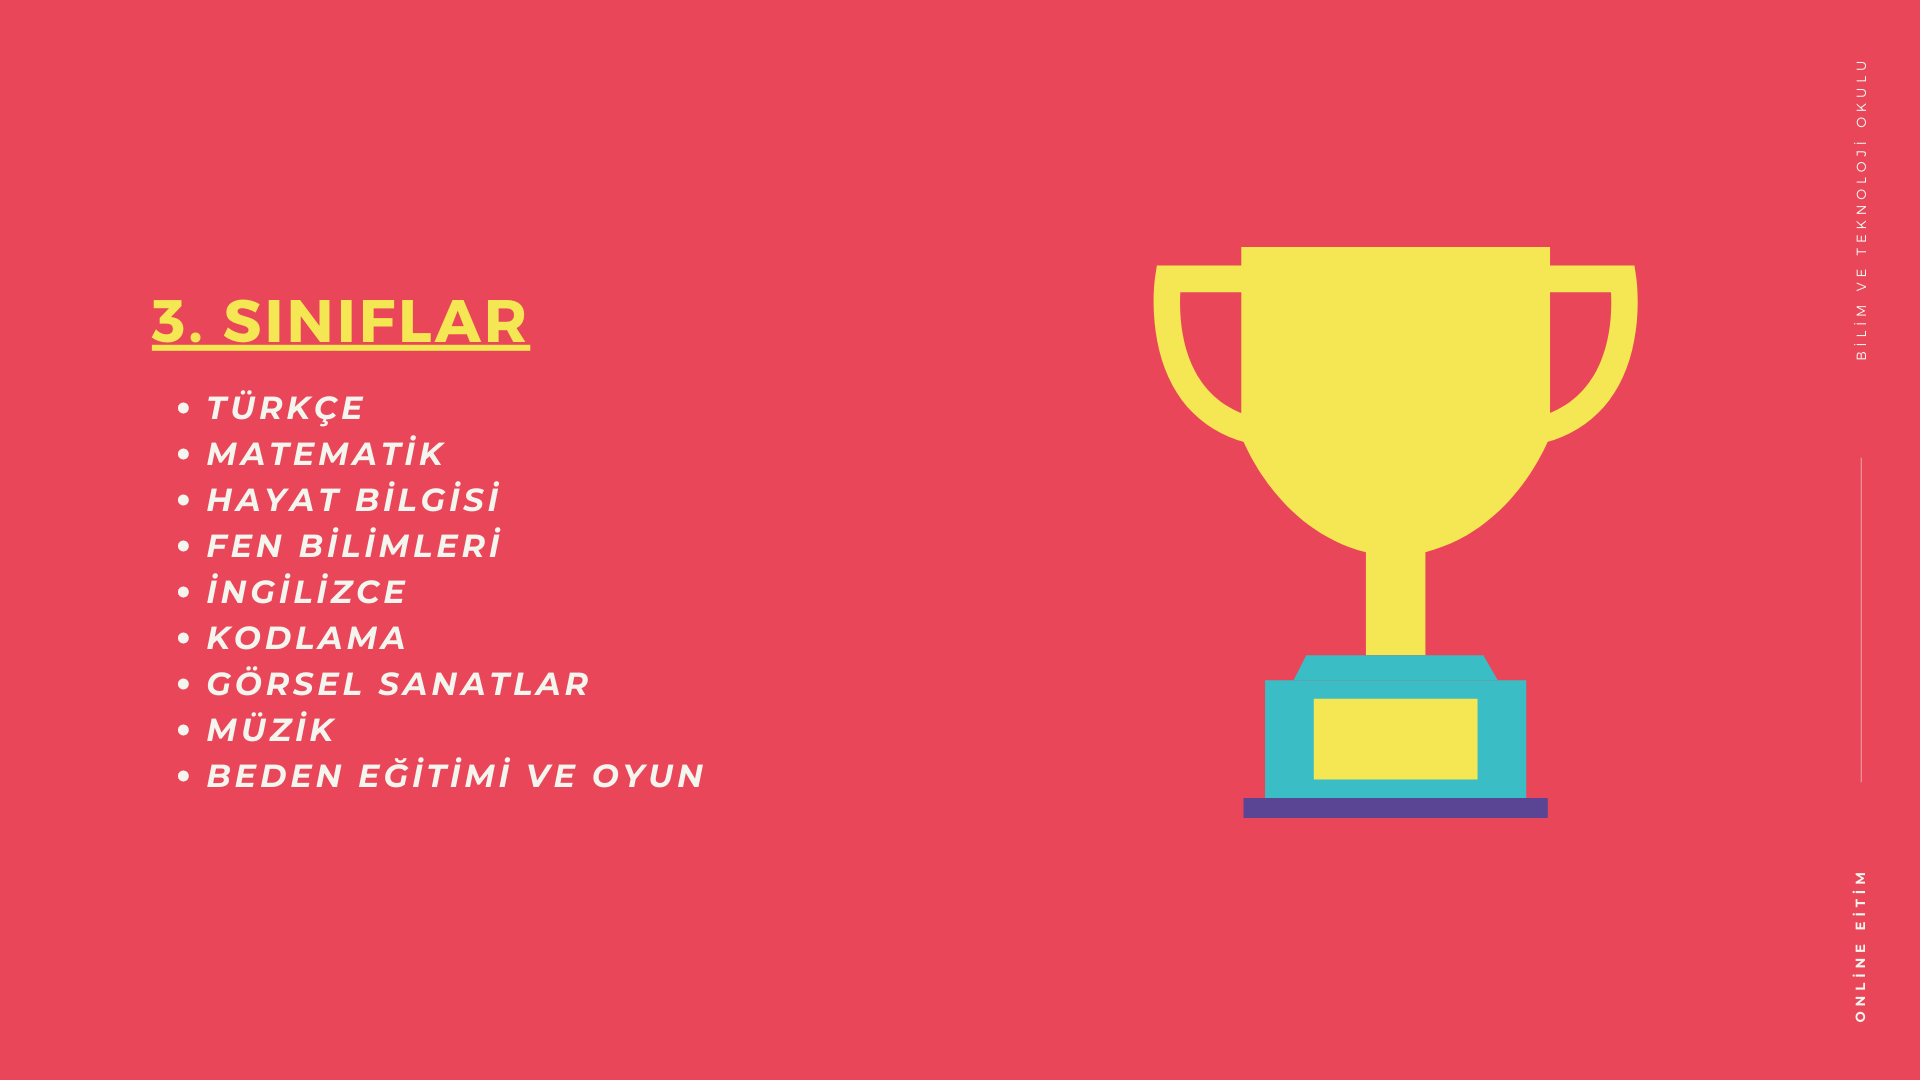 3. SINIFLAR
TÜRKÇE
MATEMATİK
HAYAT BİLGİSİ
FEN BİLİMLERİ
İNGİLİZCE
KODLAMA
GÖRSEL SANATLAR
MÜZİK
BEDEN EĞİTİMİ VE OYUN
BİLİM VE TEKNOLOJİ OKULU
ONLİNE EİTİM